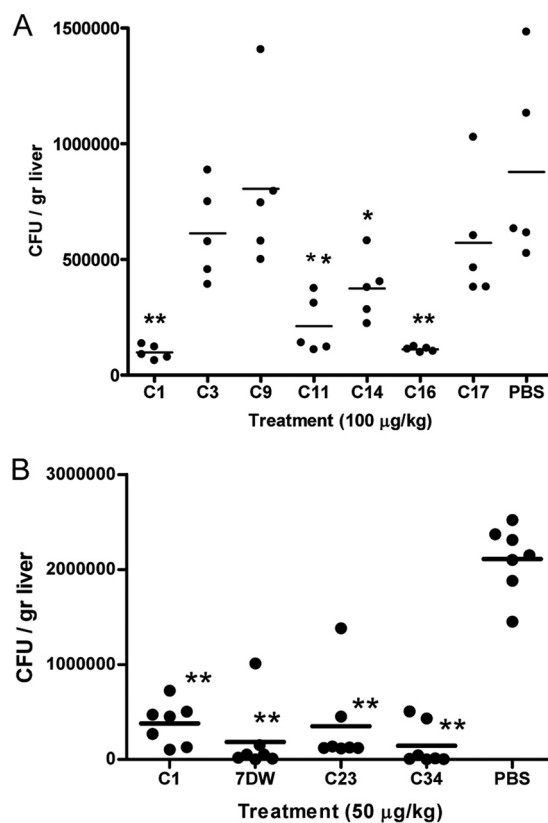 A
1500000
1000000
500000
0
CFU / gr liver
** ** * **
C1 C3 C9 C11 C14 C16 C17 PBS
Treatment (100 µg/kg)
B
3000000
2000000
1000000
0
CFU / gr liver
** ** ** **
C1 7DW C23 C34 PBS
Treatment (50 µg/kg)